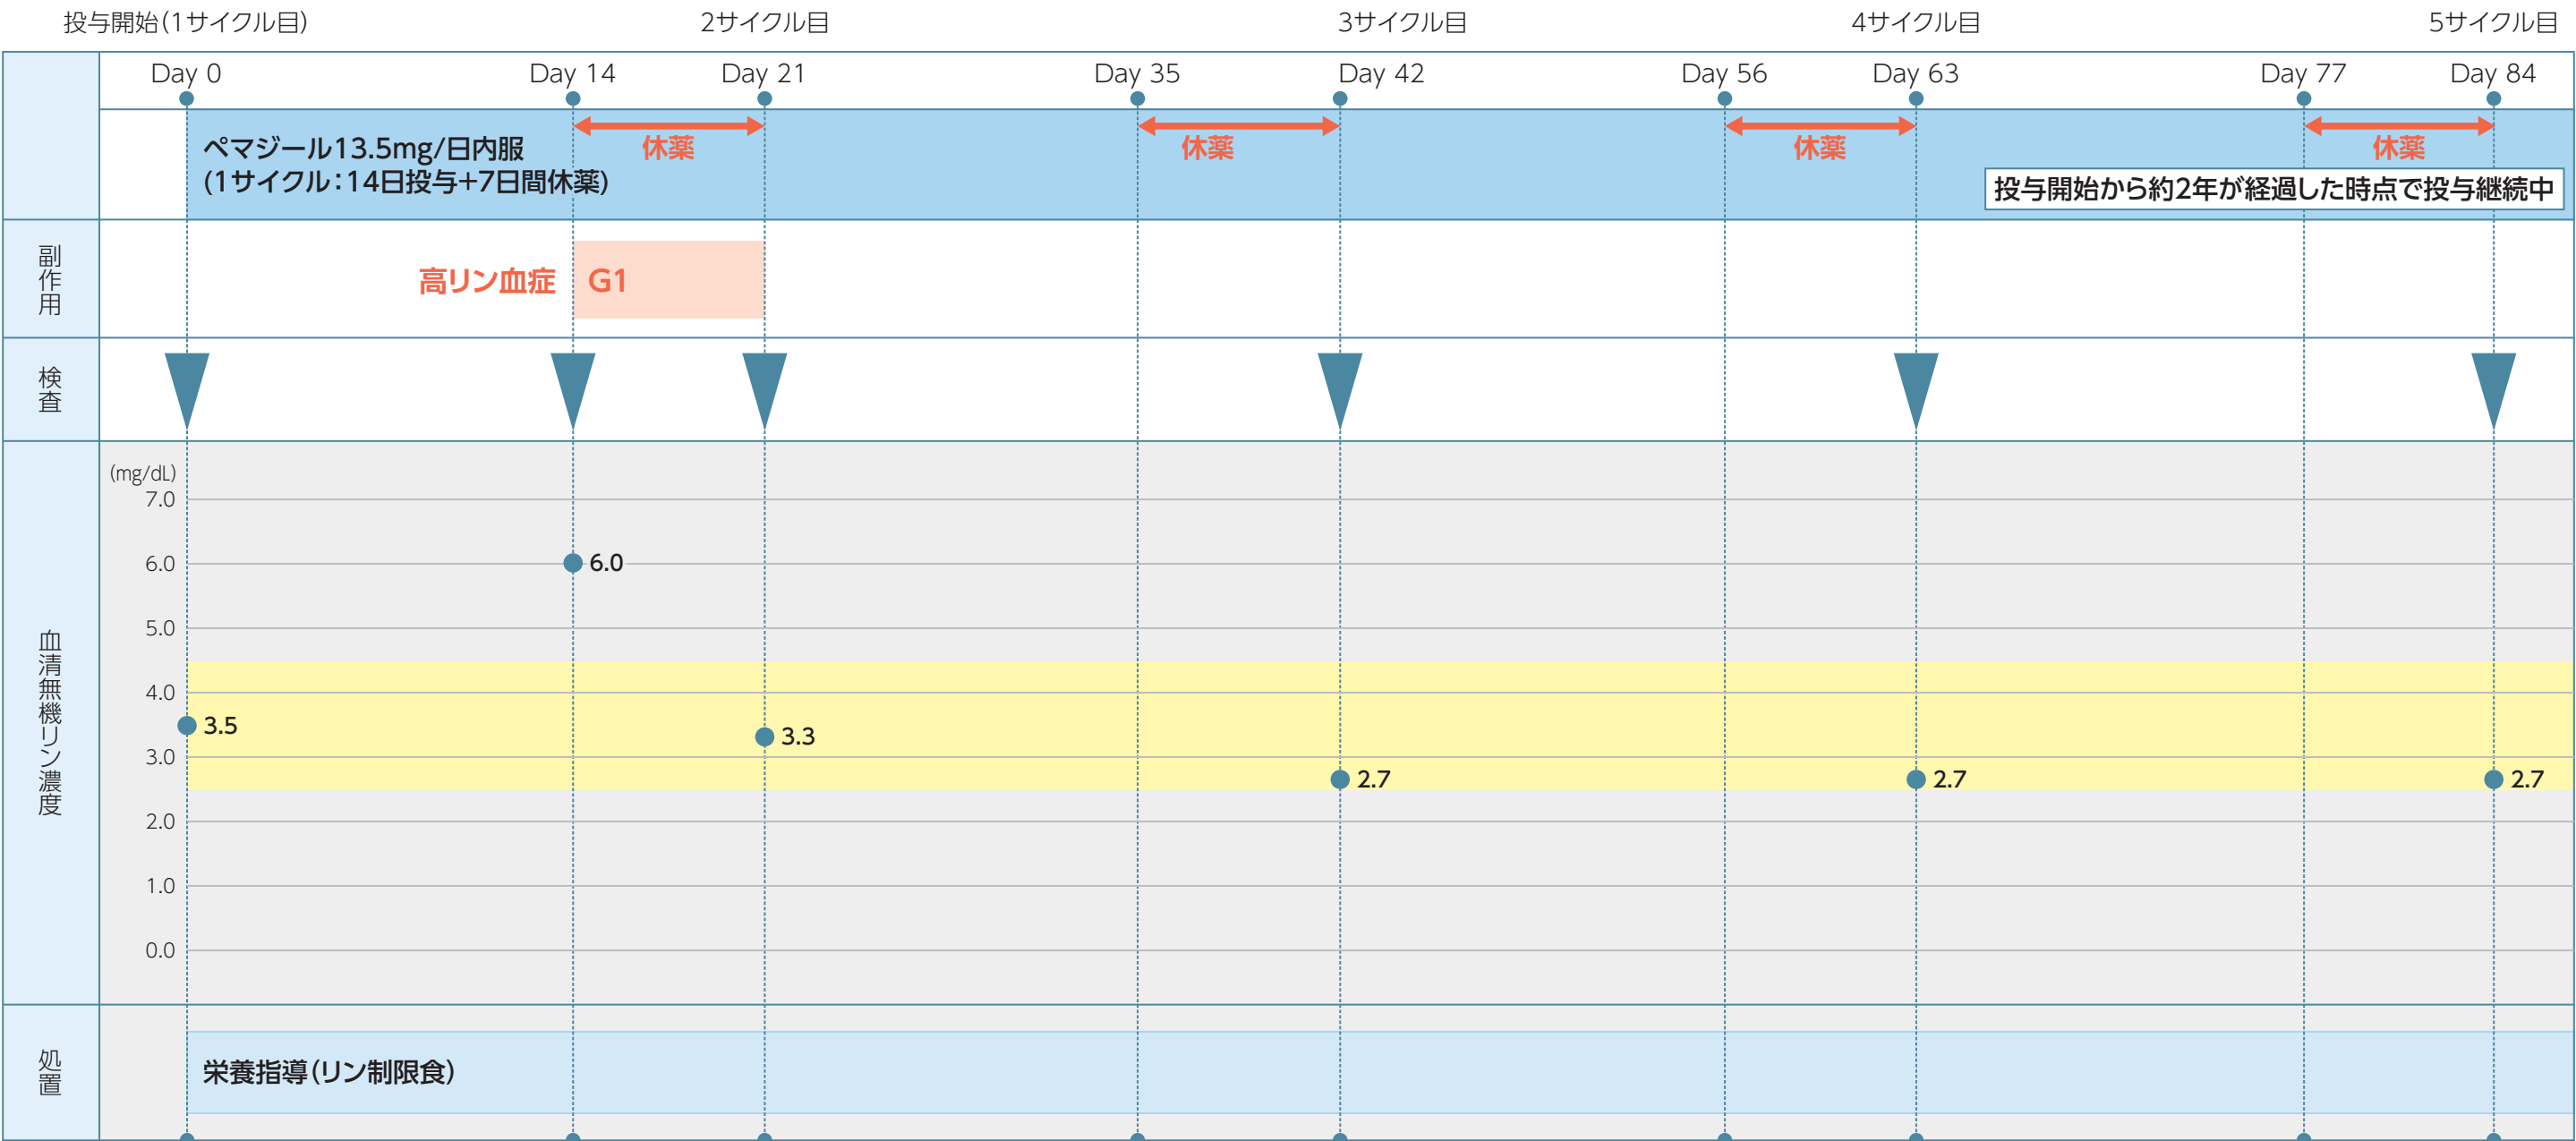 投与開始(1サイクル目)
2サイクル目
3サイクル目
4サイクル目
5サイクル目
Day 0
Day 14
Day 21
Day 35
Day 42
Day 56
Day 63
Day 77
Day 84
ペマジール13.5mg/日内服
(1サイクル：14日投与+7日間休薬)
休薬
休薬
休薬
休薬
投与開始から約2年が経過した時点で投与継続中
副作用
高リン血症
G1
検査
血清無機リン濃度
(mg/dL)
7.0
6.0
5.0
4.0
3.0
2.0
1.0
0.0
3.5
6.0
3.3
2.7
2.7
2.7
処置
栄養指導(リン制限食)